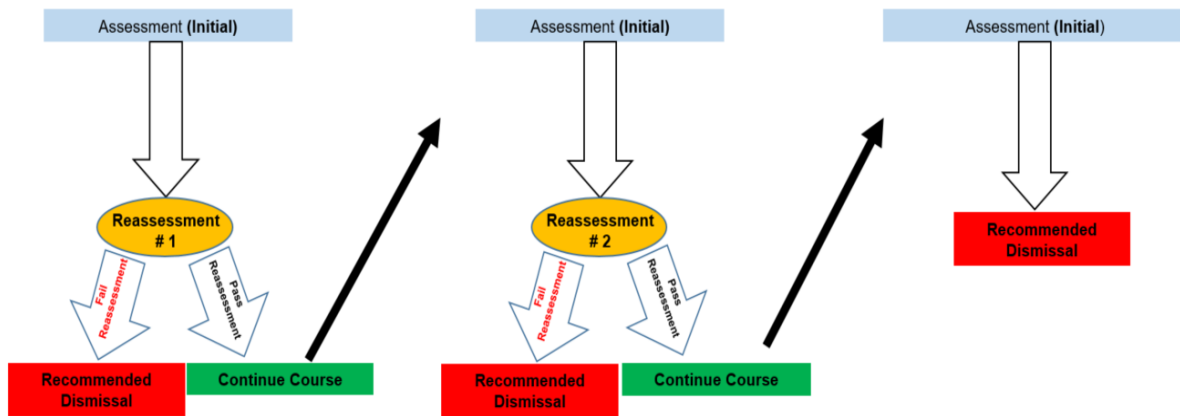 Assessment (Initial)
Reassessment
# 1
Fail
Reassessment
Pass
Reassessment
Recommended
Dismissal
Continue Course
Assessment (Initial)
Reassessment
# 2
Fail
Reassessment
Pass
Reassessment
Recommended
Dismissal
Continue Course
Assessment (Initial)
Recommended
Dismissal